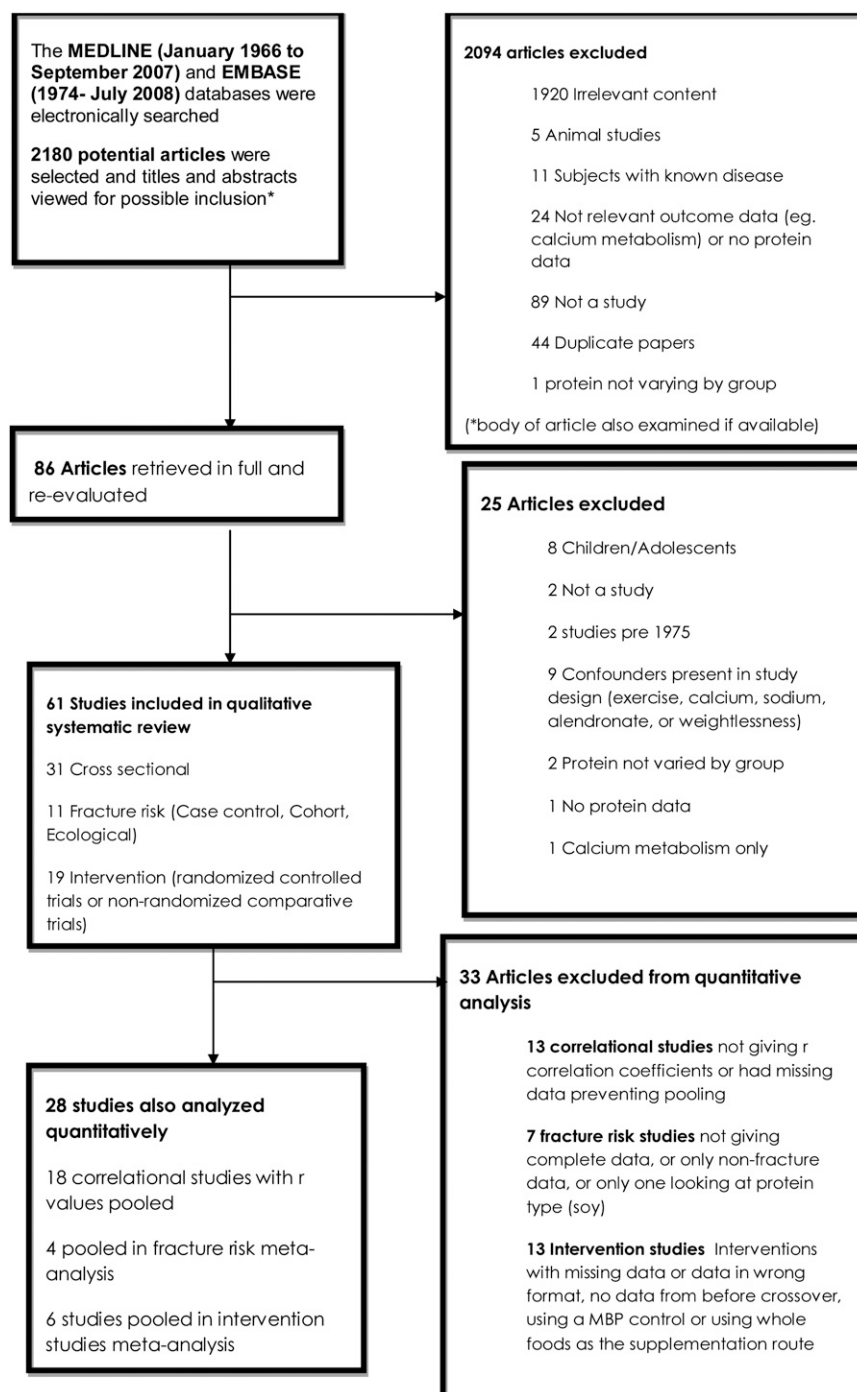 The MEDLINE (January 1966 to
September 2007) and EMBASE
(1974- July 2008) databases were
electronically searched
2180 potential articles were
selected and titles and abstracts
viewed for possible inclusion*
2094 articles excluded
1920 Irrelevant content
5 Animal studies
11 Subjects with known disease
24 Not relevant outcome data (eg.
calcium metabolism) or no protein
data
89 Not a study
44 Duplicate papers
1 protein not varying by group
(*body of article also examined if available)
86 Articles retrieved in full and
re-evaluated
25 Articles excluded
8 Children/Adolescents
2 Not a study
2 studies pre 1975
9 Confounders present in study
design (exercise, calcium, sodium,
alendronate, or weightlessness)
2 Protein not varied by group
1 No protein data
1 Calcium metabolism only
61 Studies included in qualitative
systematic review
31 Cross sectional
11 Fracture risk (Case control, Cohort,
Ecological)
19 Intervention (randomized controlled
trials or non-randomized comparative
trials)
33 Articles excluded from quantitative
analysis
13 correlational studies not giving r
correlation coefficients or had missing
data preventing pooling
7 fracture risk studies not giving
complete data, or only non-fracture
data, or only one looking at protein
type (soy)
13 Intervention studies Interventions
with missing data or data in wrong
format, no data from before crossover,
using a MBP control or using whole
foods as the supplementation route
28 studies also analyzed
quantitatively
18 correlational studies with r
values pooled
4 pooled in fracture risk meta-
analysis
6 studies pooled in intervention
studies meta-analysis